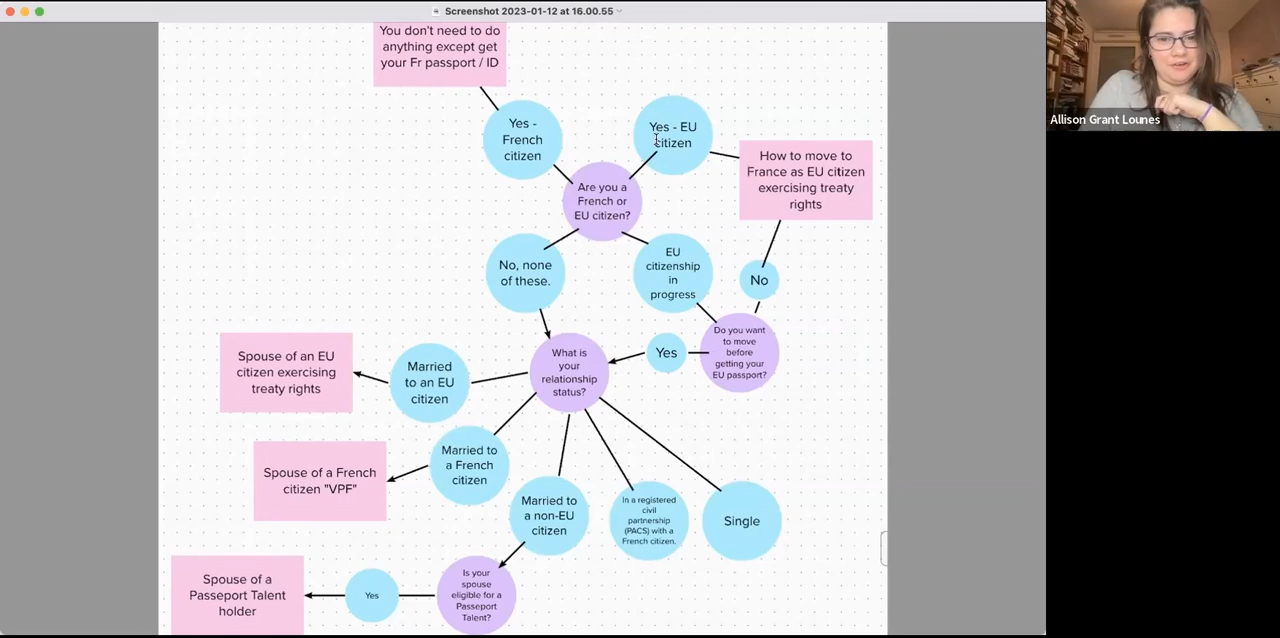 Screenshot 2023-01-12 at 16.00.55
Allison Grant Lounes
You don't need to do
anything except get
your Fr passport / ID
Yes -
French
citizen
Yes - EU
citizen
How to move to
France as EU citizen
exercising treaty
rights
Are you a
French or
EU citizen?
No, none
of these.
EU
citizenship
in
progress
No
Do you want
to move
before
getting your
EU passport?
Yes
What is
your
relationship
status?
Married
to an EU
citizen
Spouse of an EU
citizen exercising
treaty rights
Married to
a French
citizen
Spouse of a French
citizen "VPF"
Married to
a non-EU
citizen
In a registered
civil
partnership
(PACS) with a
French citizen.
Single
Is your
spouse
eligible for a
Passeport
Talent?
Yes
Spouse of a
Passeport Talent
holder